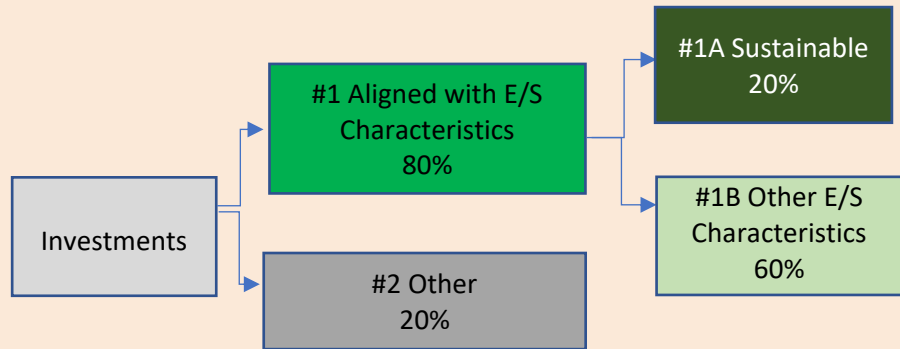 Investments
#1 Aligned with E/S
Characteristics
80%
#2 Other
20%
#1A Sustainable
20%
#1B Other E/S
Characteristics
60%